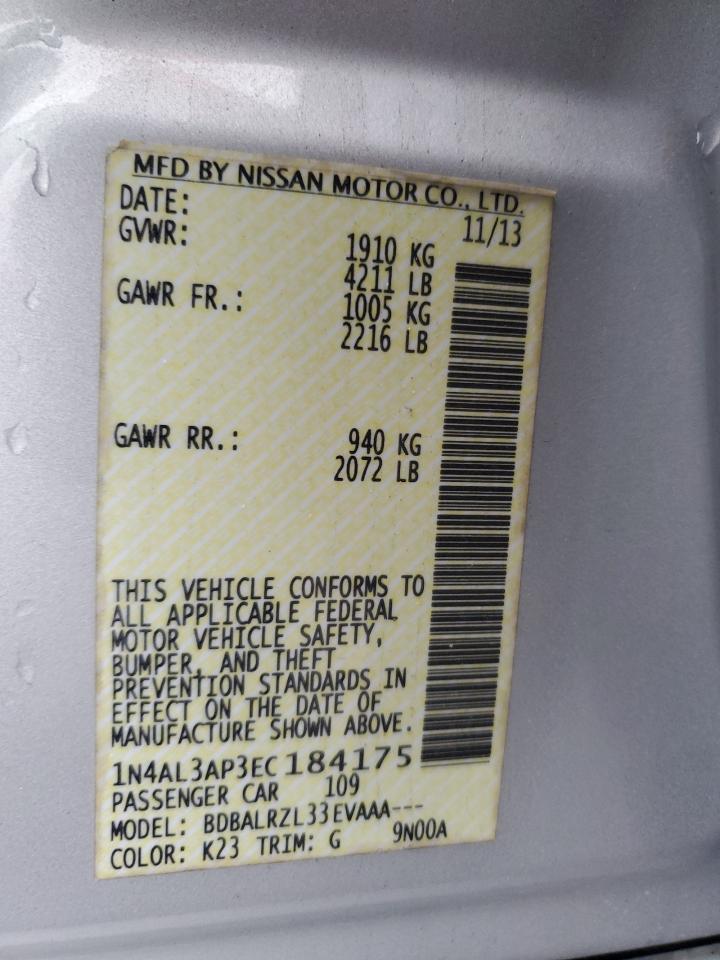 MFD BY NISSAN MOTOR CO., LTD.
DATE: 11/13
GVWR: 1910 KG
4211 LB
GAWR FR.: 1005 KG
2216 LB
GAWR RR.: 940 KG
2072 LB
THIS VEHICLE CONFORMS TO
ALL APPLICABLE FEDERAL
MOTOR VEHICLE SAFETY,
BUMPER, AND THEFT
PREVENTION STANDARDS IN
EFFECT ON THE DATE OF
MANUFACTURE SHOWN ABOVE.
1N4AL3AP3EC184175
PASSENGER CAR 109
MODEL: BDBALRZL33EVAAA---
COLOR: K23 TRIM: G 9N00A